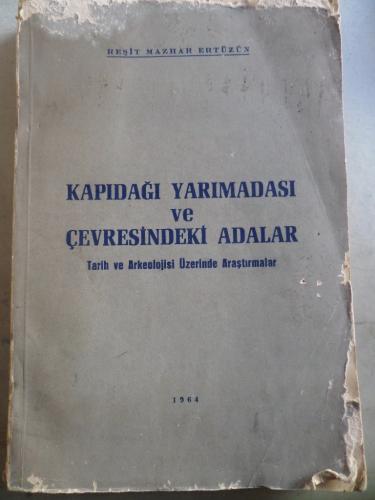 REŞİT MAZHAR ERTÜZÜN
KAPIDAĞI YARIMADASI
ve
ÇEVRESİNDEKİ ADALAR
Tarih ve Arkeolojisi Üzerinde Araştırmalar
1964